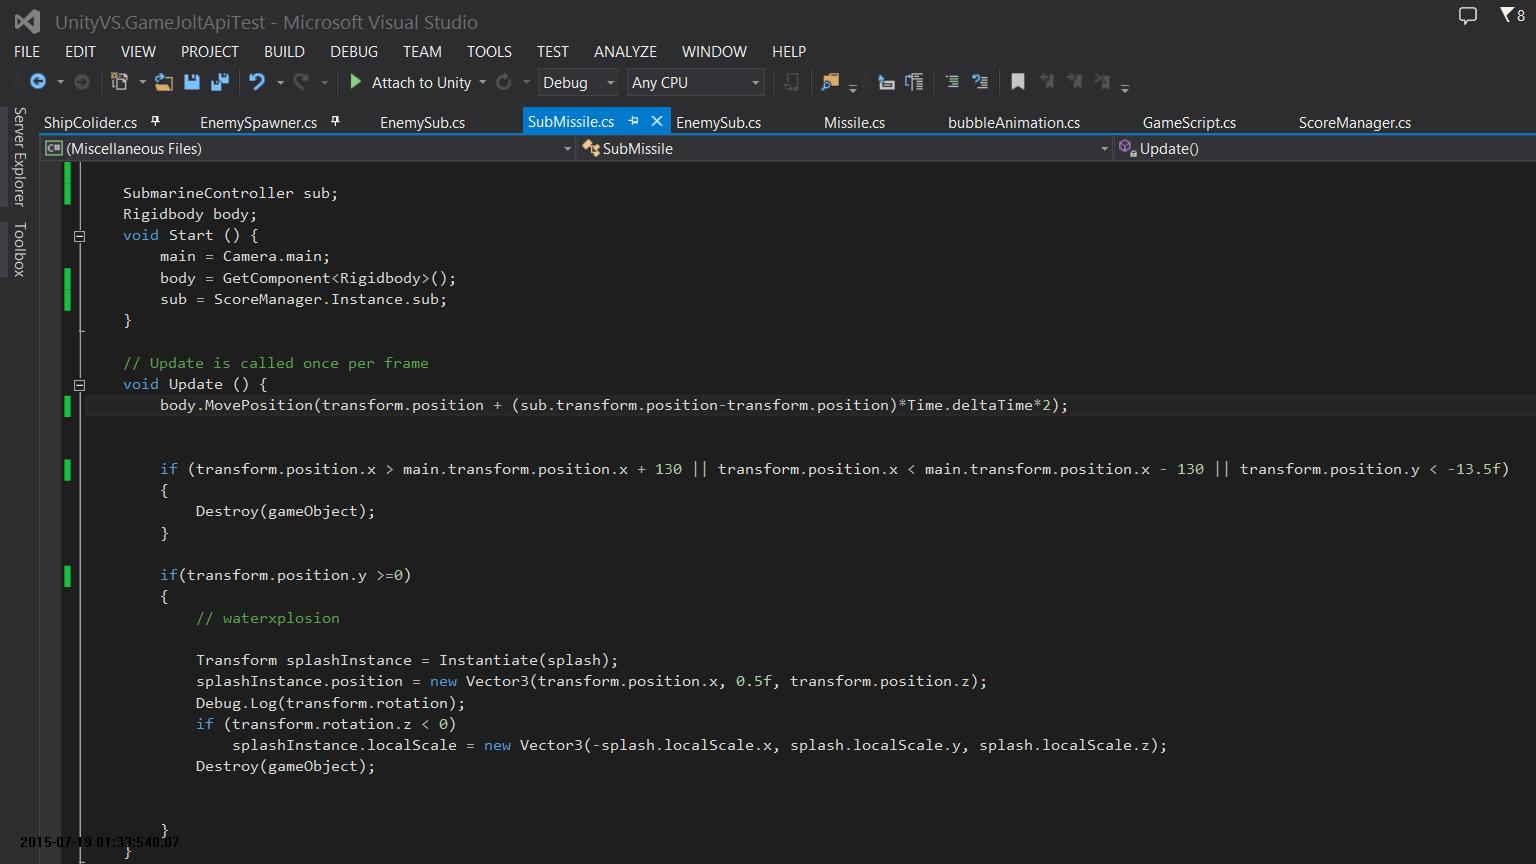 UnityVS.GameJoltApiTest - Microsoft Visual Studio
8
FILE EDIT VIEW PROJECT BUILD DEBUG TEAM TOOLS TEST ANALYZE WINDOW HELP
Attach to Unity Debug Any CPU
Server Explorer
Toolbox
ShipColider.cs EnemySpawner.cs EnemySub.cs SubMissile.cs EnemySub.cs Missile.cs bubbleAnimation.cs GameScript.cs ScoreManager.cs
C# (Miscellaneous Files) SubMissile Update()
SubmarineController sub;
Rigidbody body;
void Start () {
main = Camera.main;
body = GetComponent<Rigidbody>();
sub = ScoreManager.Instance.sub;
}
// Update is called once per frame
void Update () {
body.MovePosition(transform.position + (sub.transform.position-transform.position)*Time.deltaTime*2);
if (transform.position.x > main.transform.position.x + 130 || transform.position.x < main.transform.position.x - 130 || transform.position.y < -13.5f)
{
Destroy(gameObject);
}
if(transform.position.y >=0)
{
// waterxplosion
Transform splashInstance = Instantiate(splash);
splashInstance.position = new Vector3(transform.position.x, 0.5f, transform.position.z);
Debug.Log(transform.rotation);
if (transform.rotation.z < 0)
splashInstance.localScale = new Vector3(-splash.localScale.x, splash.localScale.y, splash.localScale.z);
Destroy(gameObject);
}
2015-07-19 01:33:540.07
}